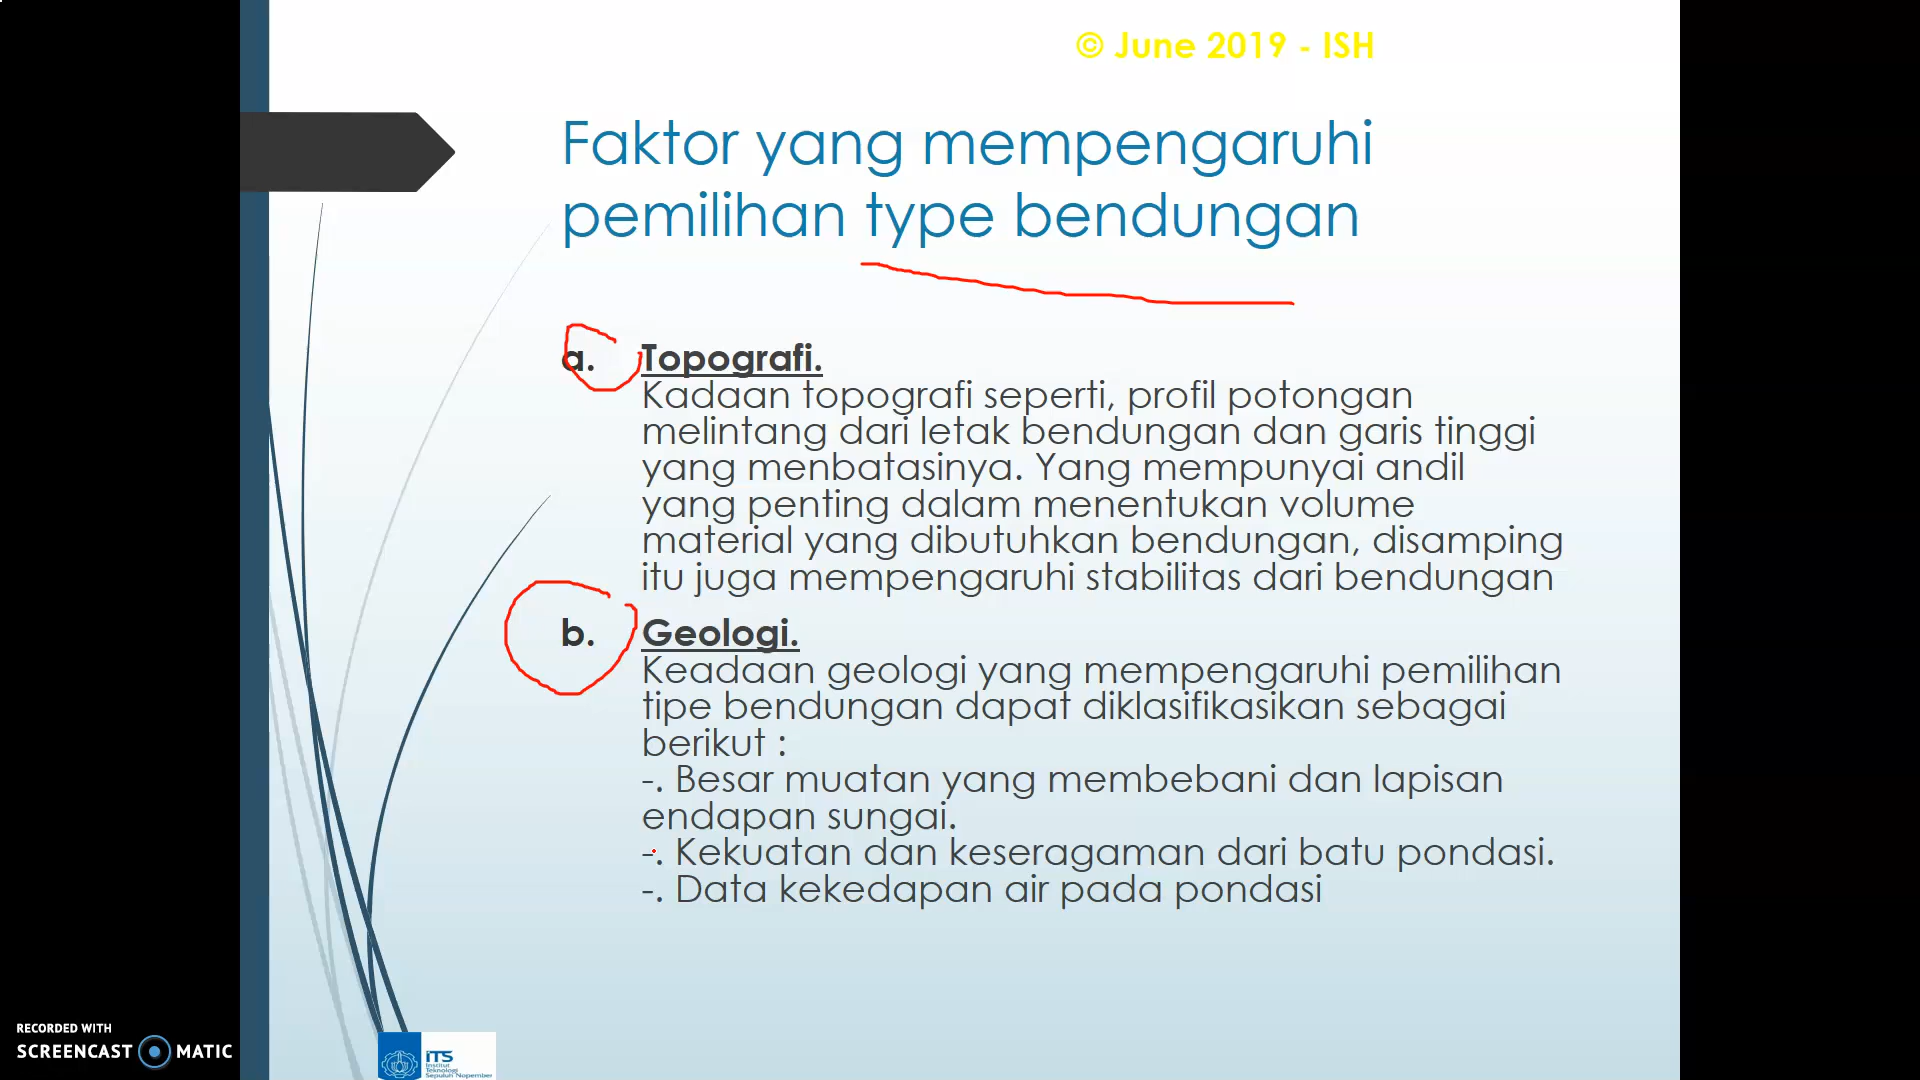 © June 2019 - ISH
Faktor yang mempengaruhi
pemilihan type bendungan
a. Topografi.
Kadaan topografi seperti, profil potongan
melintang dari letak bendungan dan garis tinggi
yang menbatasinya. Yang mempunyai andil
yang penting dalam menentukan volume
material yang dibutuhkan bendungan, disamping
itu juga mempengaruhi stabilitas dari bendungan
b. Geologi.
Keadaan geologi yang mempengaruhi pemilihan
tipe bendungan dapat diklasifikasikan sebagai
berikut :
-. Besar muatan yang membebani dan lapisan
endapan sungai.
-. Kekuatan dan keseragaman dari batu pondasi.
-. Data kekedapan air pada pondasi
RECORDED WITH
SCREENCAST MATIC
ITS
Institut
Teknologi
Sepuluh Nopember